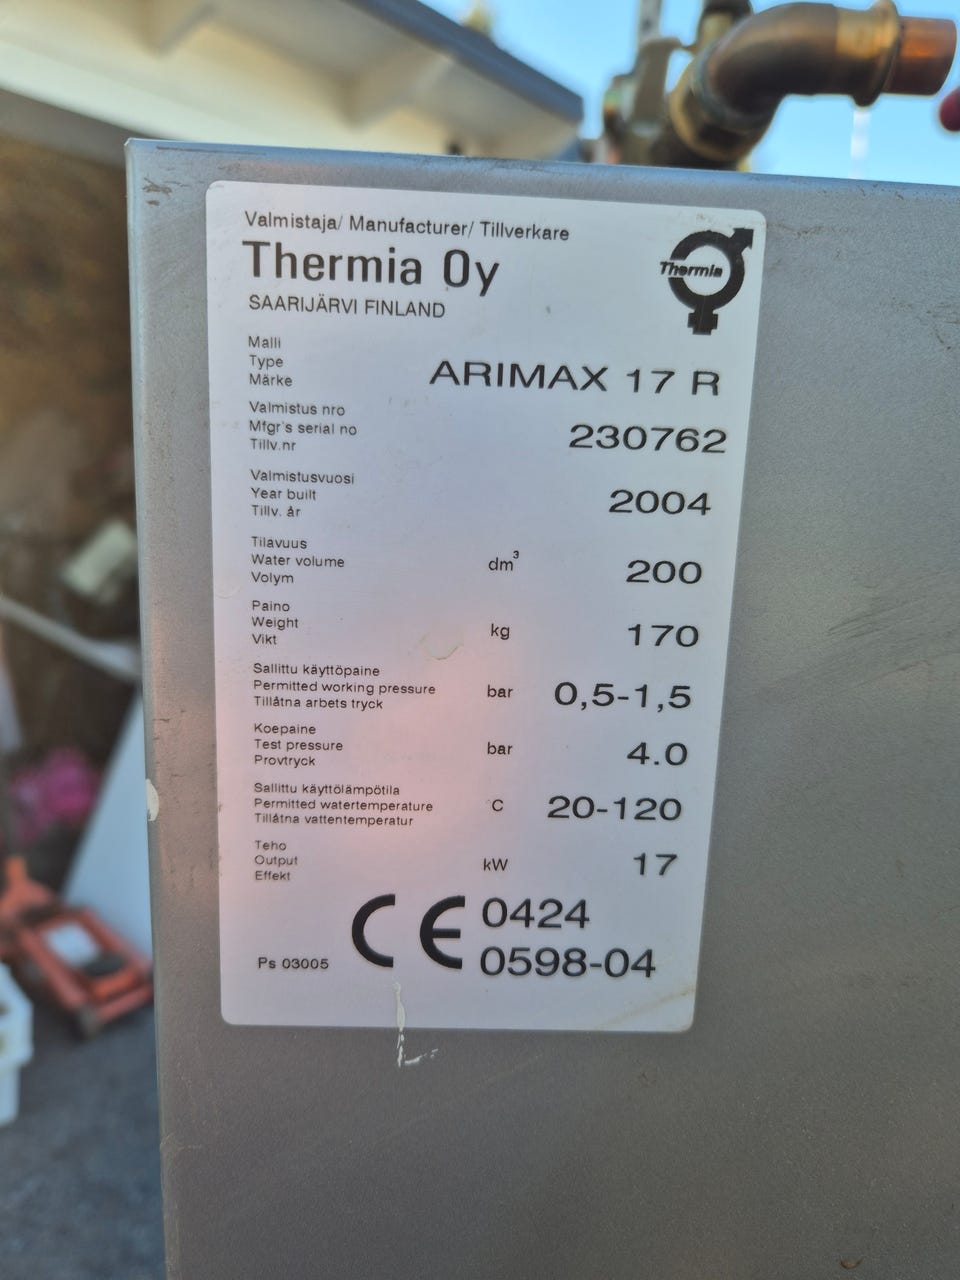 Valmistaja/ Manufacturer/ Tillverkare
Thermia Oy
SAARIJÄRVI FINLAND
Thermia
Malli
Type
Märke
ARIMAX 17 R
Valmistus nro
Mfgr's serial no
Tillv.nr
230762
Valmistusvuosi
Year built
Tillv. år
2004
Tilavuus
Water volume
Volym
dm³
200
Paino
Weight
Vikt
kg
170
Sallittu käyttöpaine
Permitted working pressure
Tillåtna arbets tryck
bar
0,5-1,5
Koepaine
Test pressure
Provtryck
bar
4.0
Sallittu käyttölämpötila
Permitted watertemperature
Tillåtna vattentemperatur
°C
20-120
Teho
Output
Effekt
kW
17
CE 0424
0598-04
Ps 03005